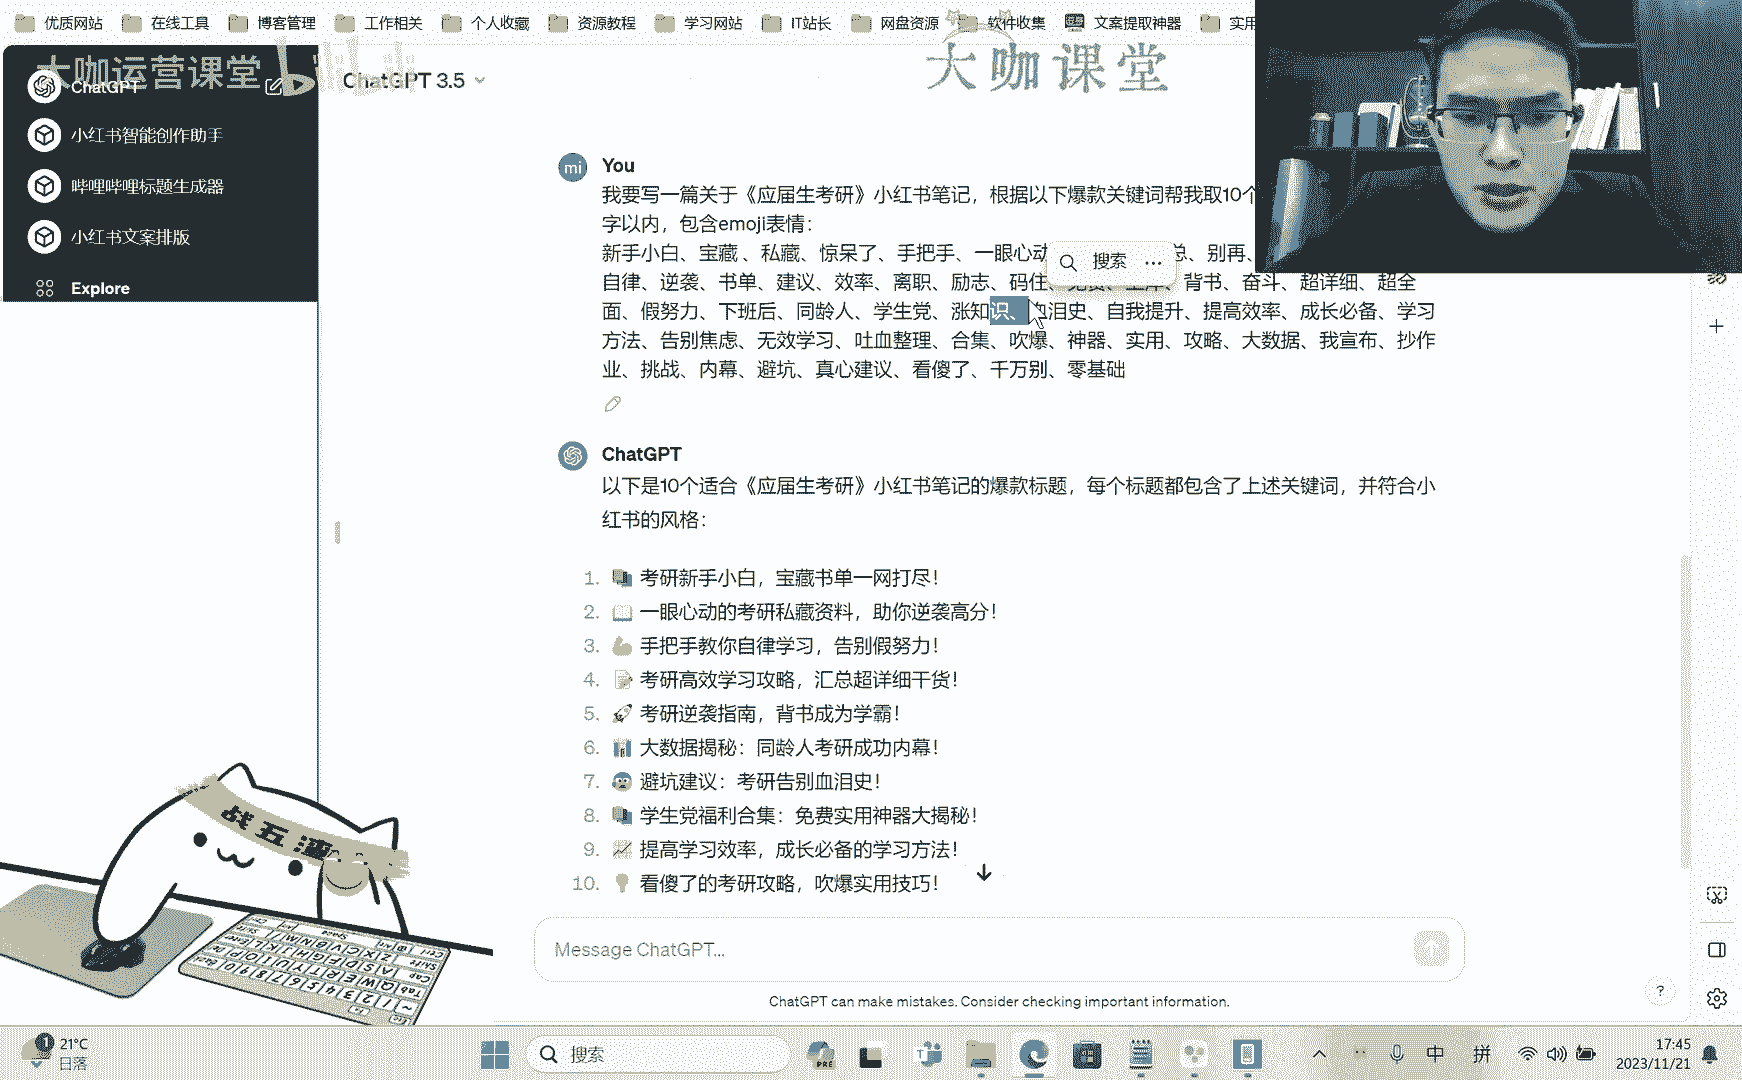 优质网站 在线工具 博客管理 工作相关 个人收藏 资源教程 学习网站 IT站长 网盘资源 软件收集 文案提取神器 实用
大咖运营课堂 bilibili
大咖课堂
ChatGPT
ChatGPT 3.5
小红书智能创作助手
哔哩哔哩标题生成器
小红书文案排版
Explore
mi
You
我要写一篇关于《应届生考研》小红书笔记，根据以下爆款关键词帮我取10个
字以内，包含emoji表情：
新手小白、宝藏、私藏、惊呆了、手把手、一眼心动 总、别再、
自律、逆袭、书单、建议、效率、离职、励志、码住、 背书、奋斗、超详细、超全
面、假努力、下班后、同龄人、学生党、涨知识、血泪史、自我提升、提高效率、成长必备、学习
方法、告别焦虑、无效学习、吐血整理、合集、吹爆、神器、实用、攻略、大数据、我宣布、抄作
业、挑战、内幕、避坑、真心建议、看傻了、千万别、零基础
搜索 ...
ChatGPT
以下是10个适合《应届生考研》小红书笔记的爆款标题，每个标题都包含了上述关键词，并符合小
红书的风格：
1. 📚 考研新手小白，宝藏书单一网打尽！
2. 📖 一眼心动的考研私藏资料，助你逆袭高分！
3. 💪 手把手教你自律学习，告别假努力！
4. 📝 考研高效学习攻略，汇总超详细干货！
5. 🚀 考研逆袭指南，背书成为学霸！
6. 📊 大数据揭秘：同龄人考研成功内幕！
7. 😨 避坑建议：考研告别血泪史！
8. 📚 学生党福利合集：免费实用神器大揭秘！
9. 📈 提高学习效率，成长必备的学习方法！
10. 💡 看傻了的考研攻略，吹爆实用技巧！
Message ChatGPT...
ChatGPT can make mistakes. Consider checking important information.
?
1
21°C
日落
搜索
PRE
中
拼
17:45
2023/11/21